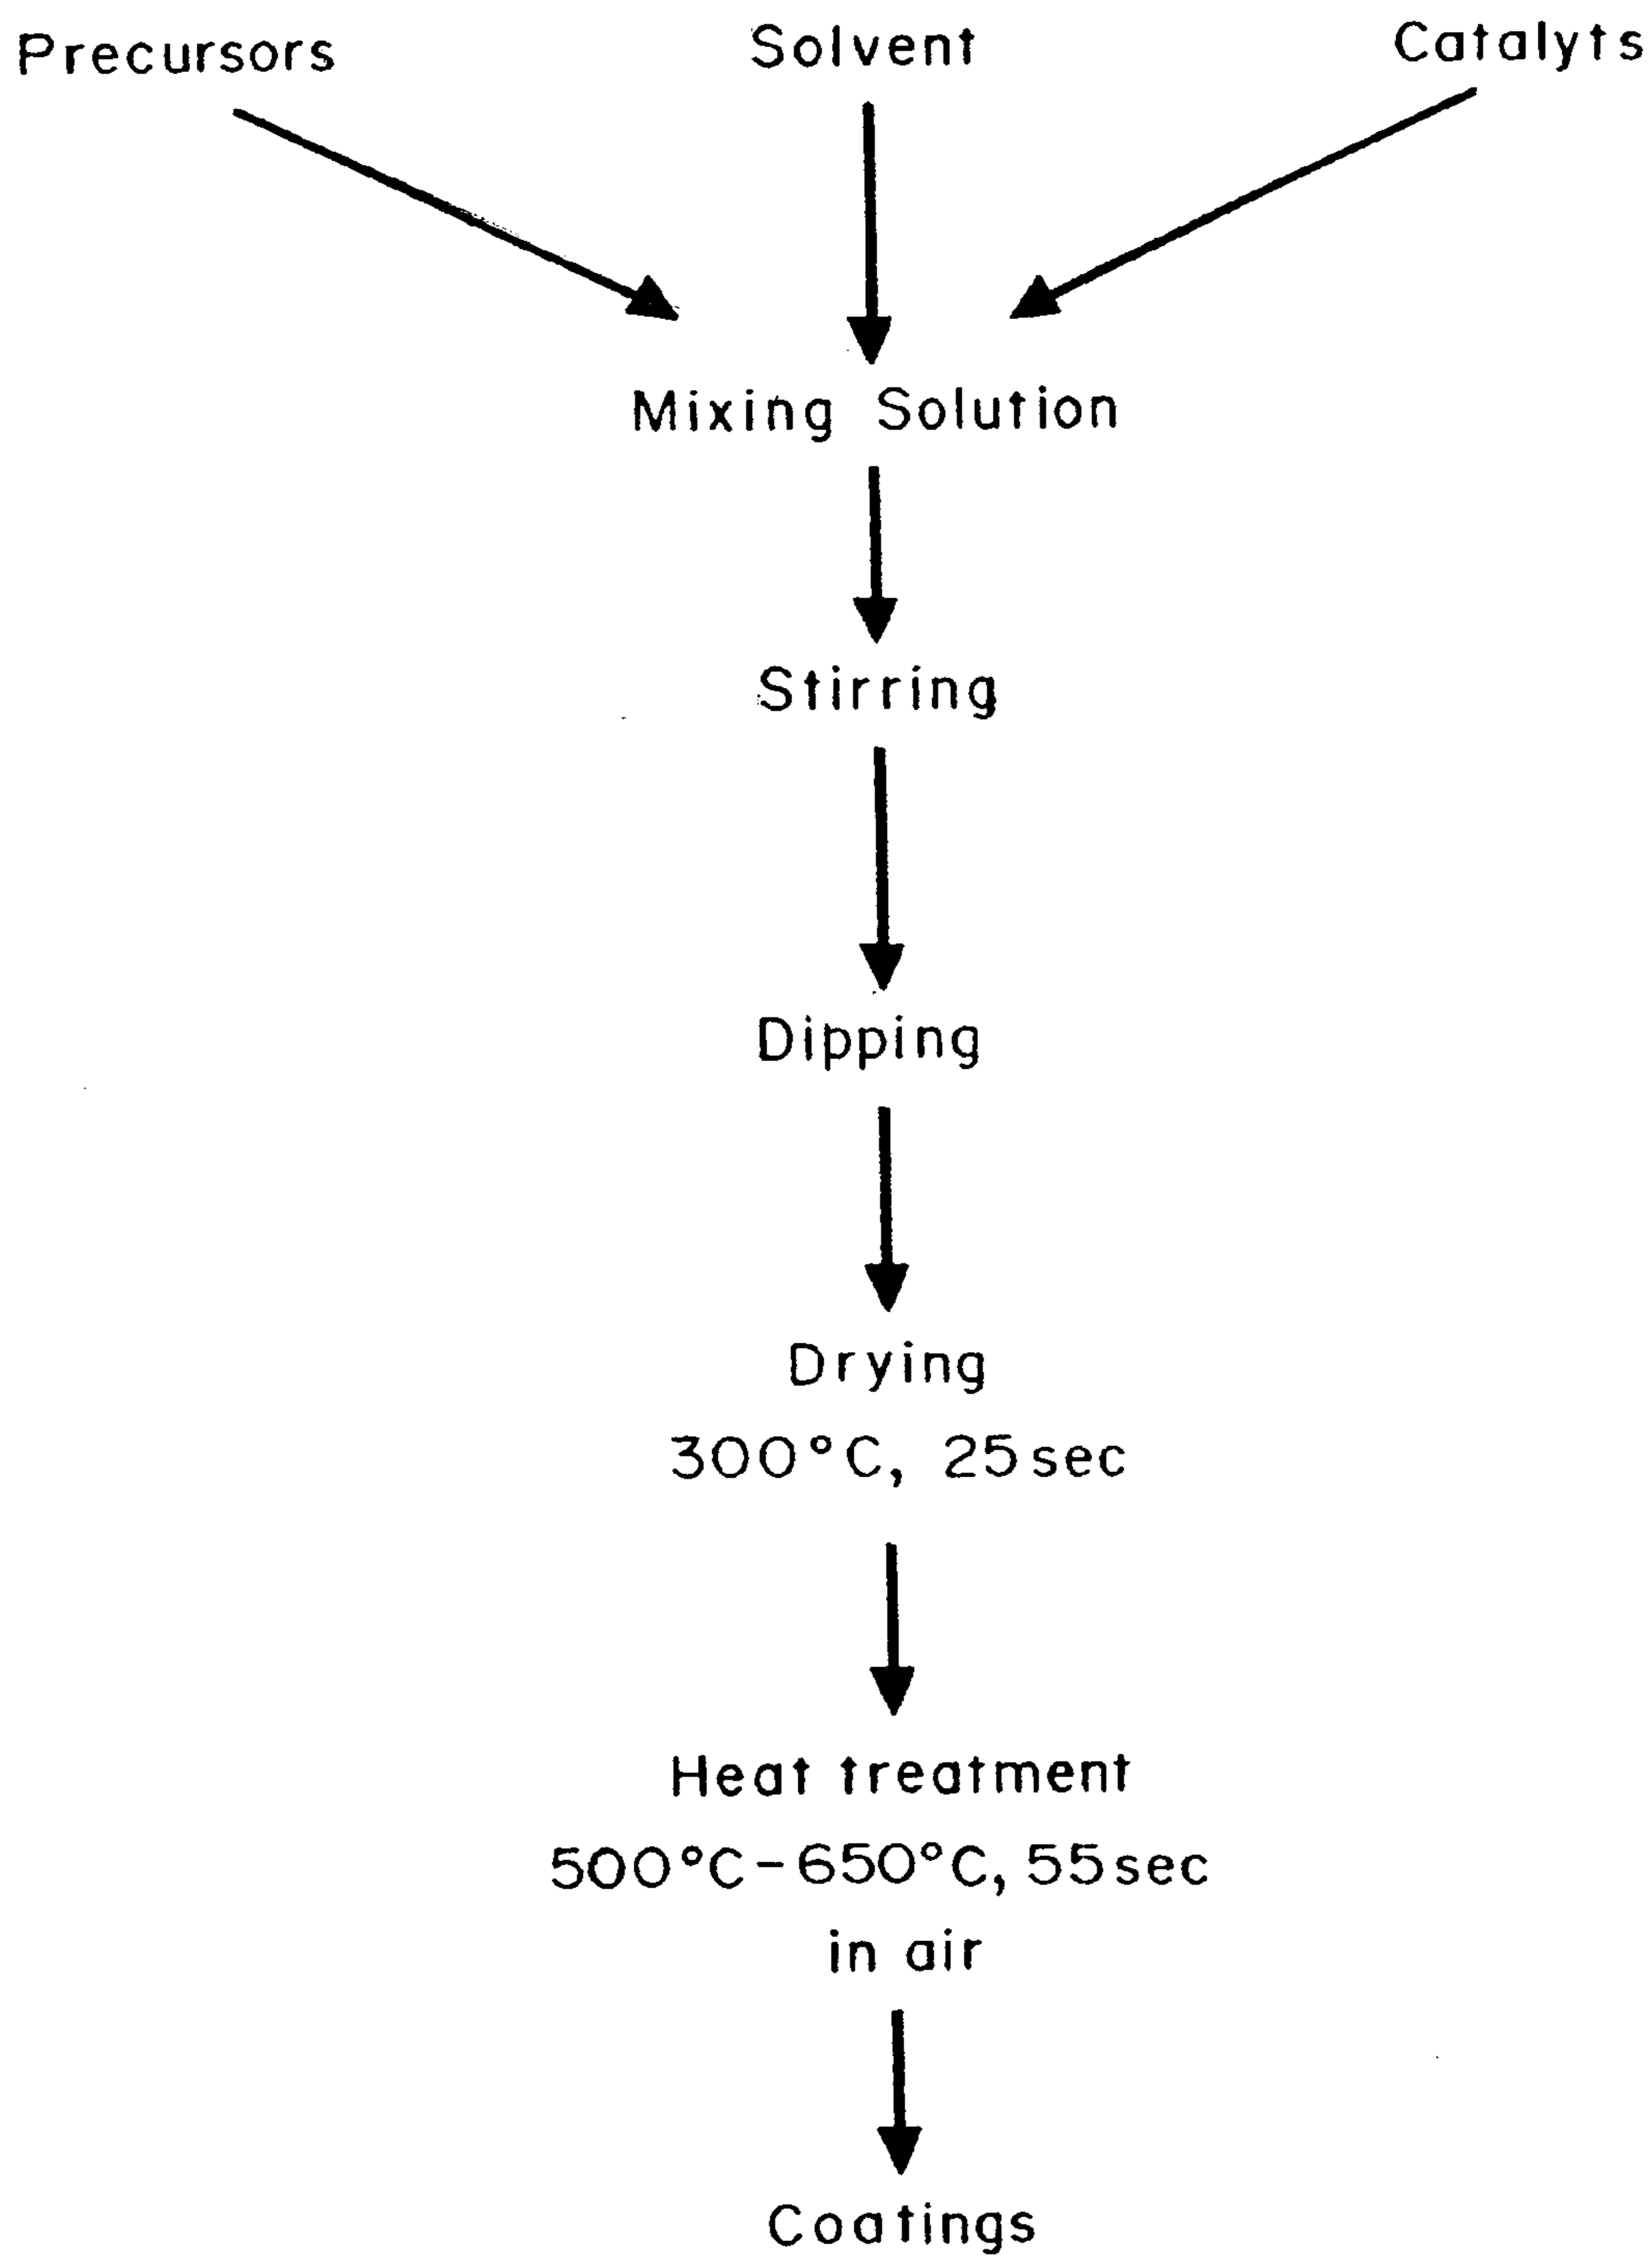 Precursors
Solvent
Catalyts
Mixing Solution
Stirring
Dipping
Drying
300°C, 25sec
Heat treatment
500°C-650°C, 55sec
in air
Coatings